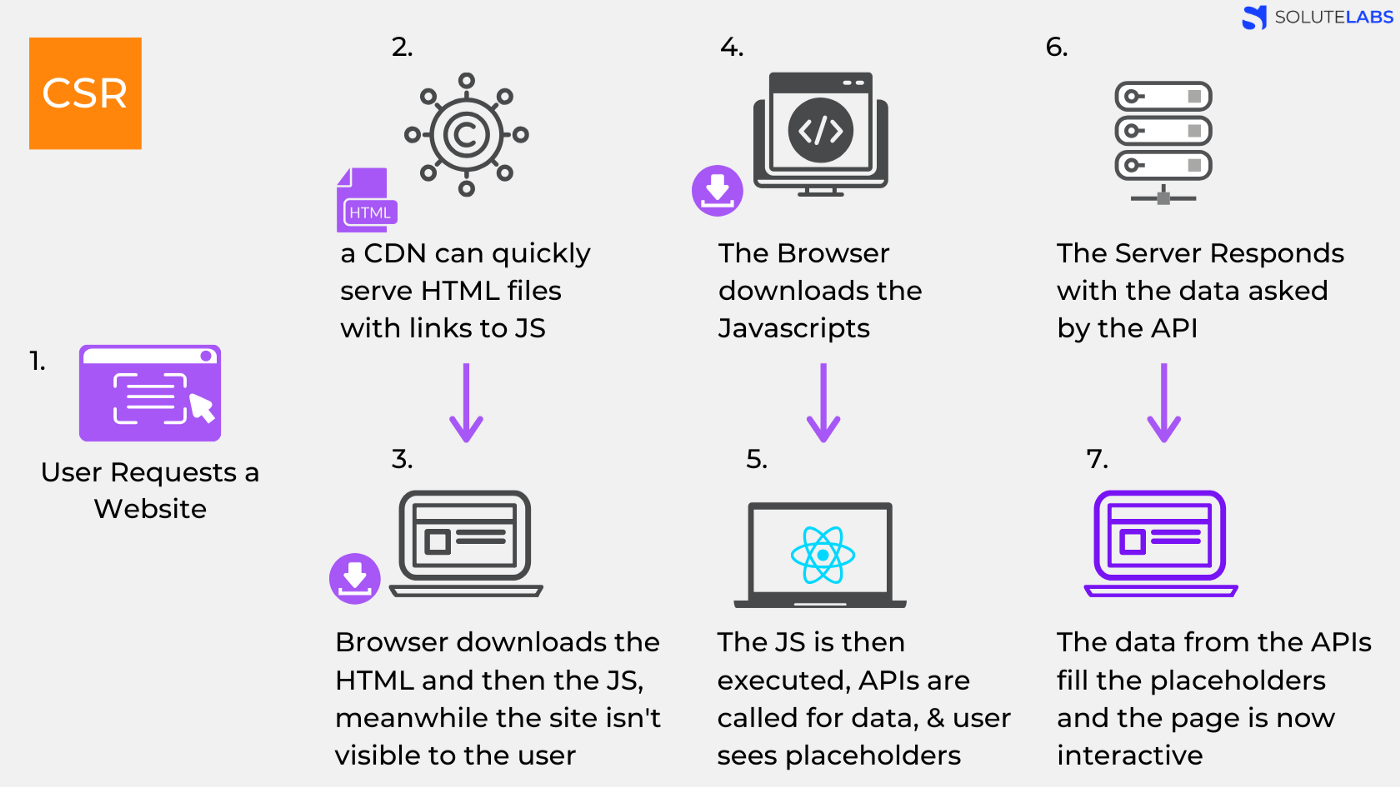 SOLUTELABS
CSR
1.
User Requests a
Website
2.
C
HTML
a CDN can quickly
serve HTML files
with links to JS
3.
Browser downloads the
HTML and then the JS,
meanwhile the site isn't
visible to the user
4.
</>
The Browser
downloads the
Javascripts
5.
The JS is then
executed, APIs are
called for data, & user
sees placeholders
6.
The Server Responds
with the data asked
by the API
7.
The data from the APIs
fill the placeholders
and the page is now
interactive